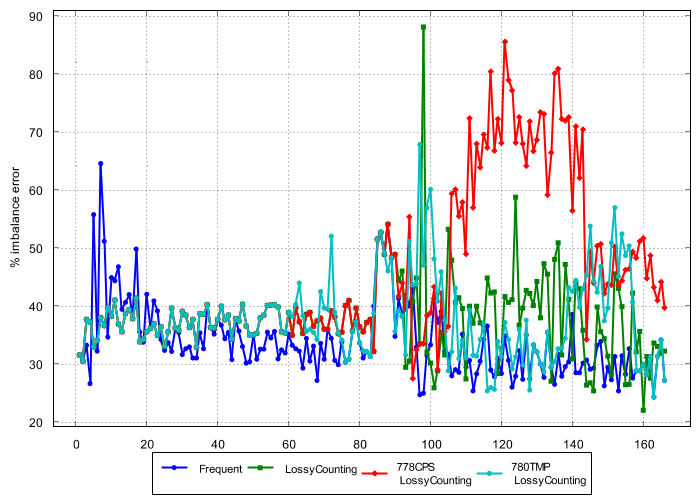 90
80
70
60
50
40
30
20
% imbalance error
0 20 40 60 80 100 120 140 160
Frequent LossyCounting 778CPS 780TMP
LossyCounting LossyCounting